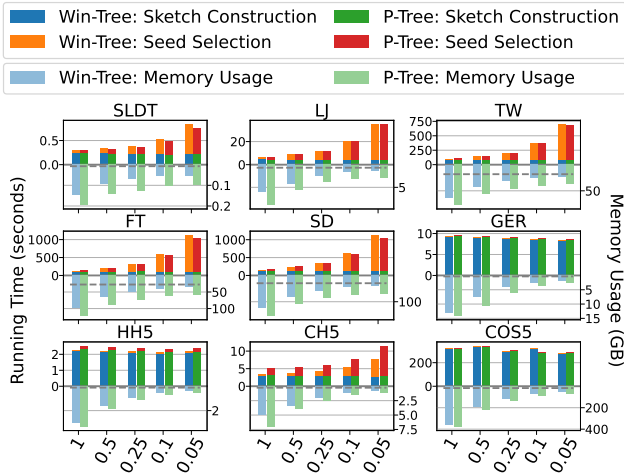 Win-Tree: Sketch Construction P-Tree: Sketch Construction
Win-Tree: Seed Selection P-Tree: Seed Selection
Win-Tree: Memory Usage P-Tree: Memory Usage
Running Time (seconds)
Memory Usage (GB)
SLDT
0.5
0.0
0.1
0.2
LJ
20
0
5
TW
750
500
250
0
50
FT
1000
500
0
50
100
SD
1000
500
0
100
GER
10
5
0
5
10
15
HH5
2
1
0
2
CH5
10
5
0
2.5
5.0
7.5
COS5
200
0
200
400
1 0.5 0.25 0.1 0.05
1 0.5 0.25 0.1 0.05
1 0.5 0.25 0.1 0.05